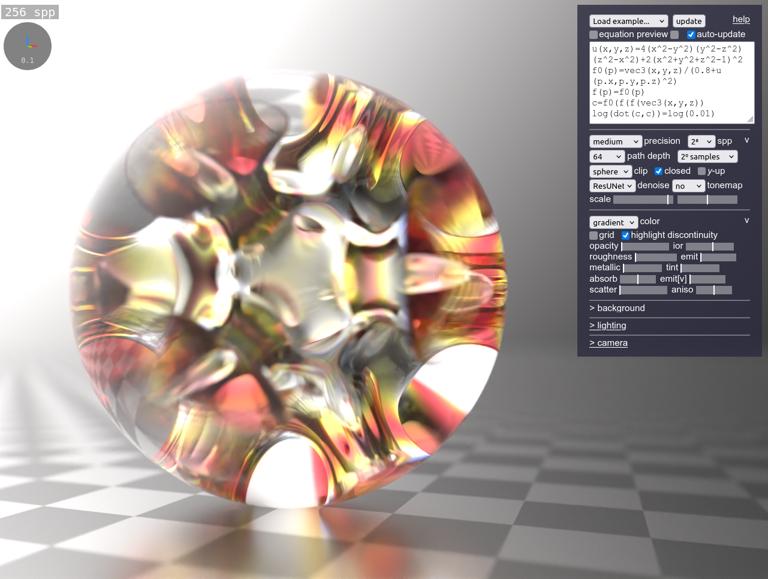 256 spp
0.1
Load example... update help
equation preview auto-update
u(x,y,z)=4(x^2-y^2)(y^2-z^2)
(z^2-x^2)+2(x^2+y^2+z^2-1)^2
f0(p)=vec3(x,y,z)/(0.8+u
(p.x,p.y,p.z)^2)
f(p)=f0(p)
c=f0(f(f(vec3(x,y,z))
log(dot(c,c))=log(0.01)
medium precision 2⁸ spp v
64 path depth 2⁰ samples
sphere clip closed y-up
ResUNet denoise no tonemap
scale
gradient color v
grid highlight discontinuity
opacity ior
roughness emit
metallic tint
absorb emit[v]
scatter aniso
> background
> lighting
> camera